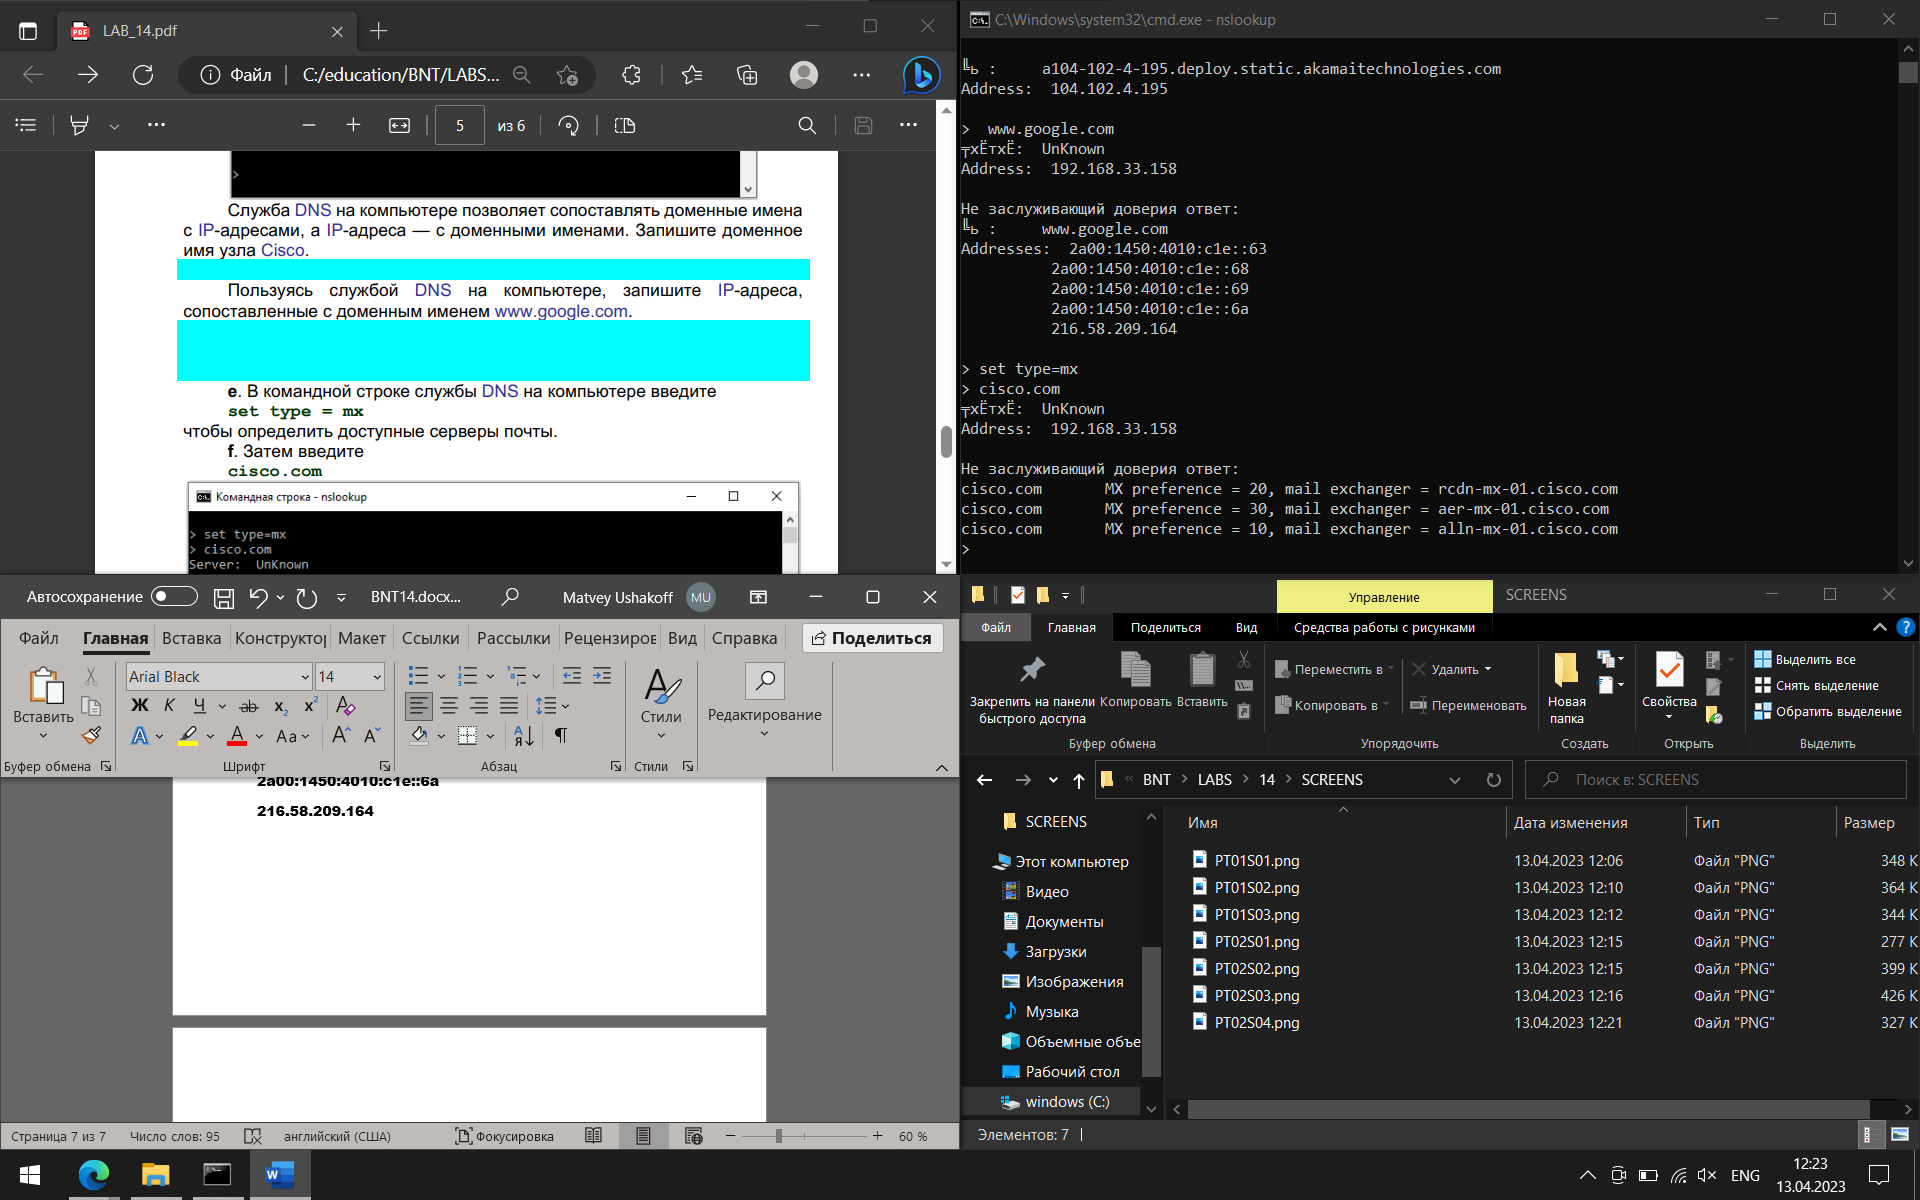 LAB_14.pdf
Файл
C:/education/BNT/LABS...
5
из 6
>
Служба DNS на компьютере позволяет сопоставлять доменные имена
с IP-адресами, а IP-адреса — с доменными именами. Запишите доменное
имя узла Cisco.
Пользуясь службой DNS на компьютере, запишите IP-адреса,
сопоставленные с доменным именем www.google.com.
e. В командной строке службы DNS на компьютере введите
set type = mx
чтобы определить доступные серверы почты.
f. Затем введите
cisco.com
Командная строка - nslookup
> set type=mx
> cisco.com
Server:  UnKnown
C:\Windows\system32\cmd.exe - nslookup
╚ь :     a104-102-4-195.deploy.static.akamaitechnologies.com
Address:  104.102.4.195
>  www.google.com
╤хЁтхЁ:  UnKnown
Address:  192.168.33.158
Не заслуживающий доверия ответ:
╚ь :     www.google.com
Addresses:  2a00:1450:4010:c1e::63
2a00:1450:4010:c1e::68
2a00:1450:4010:c1e::69
2a00:1450:4010:c1e::6a
216.58.209.164
> set type=mx
> cisco.com
╤хЁтхЁ:  UnKnown
Address:  192.168.33.158
Не заслуживающий доверия ответ:
cisco.com       MX preference = 20, mail exchanger = rcdn-mx-01.cisco.com
cisco.com       MX preference = 30, mail exchanger = aer-mx-01.cisco.com
cisco.com       MX preference = 10, mail exchanger = alln-mx-01.cisco.com
>
Автосохранение
BNT14.docx...
Matvey Ushakoff
MU
Файл
Главная
Вставка
Конструктор
Макет
Ссылки
Рассылки
Рецензиров
Вид
Справка
Поделиться
Вставить
Arial Black
14
Ж К Ч ab x₂ x²
А А Aa A A
Стили
Редактирование
Буфер обмена
Шрифт
Абзац
Стили
2a00:1450:4010:c1e::6a
216.58.209.164
Страница 7 из 7
Число слов: 95
английский (США)
Фокусировка
60 %
Управление
SCREENS
Файл
Главная
Поделиться
Вид
Средства работы с рисунками
Закрепить на панели
быстрого доступа
Копировать
Вставить
Переместить в
Копировать в
Удалить
Переименовать
Новая
папка
Свойства
Выделить все
Снять выделение
Обратить выделение
Буфер обмена
Упорядочить
Создать
Открыть
Выделить
« BNT > LABS > 14 > SCREENS
Поиск в: SCREENS
SCREENS
Этот компьютер
Видео
Документы
Загрузки
Изображения
Музыка
Объемные объе
Рабочий стол
windows (C:)
Имя
Дата изменения
Тип
Размер
PT01S01.png 13.04.2023 12:06 Файл "PNG" 348 К
PT01S02.png 13.04.2023 12:10 Файл "PNG" 364 К
PT01S03.png 13.04.2023 12:12 Файл "PNG" 344 К
PT02S01.png 13.04.2023 12:15 Файл "PNG" 277 К
PT02S02.png 13.04.2023 12:15 Файл "PNG" 399 К
PT02S03.png 13.04.2023 12:16 Файл "PNG" 426 К
PT02S04.png 13.04.2023 12:21 Файл "PNG" 327 К
Элементов: 7
ENG
12:23
13.04.2023